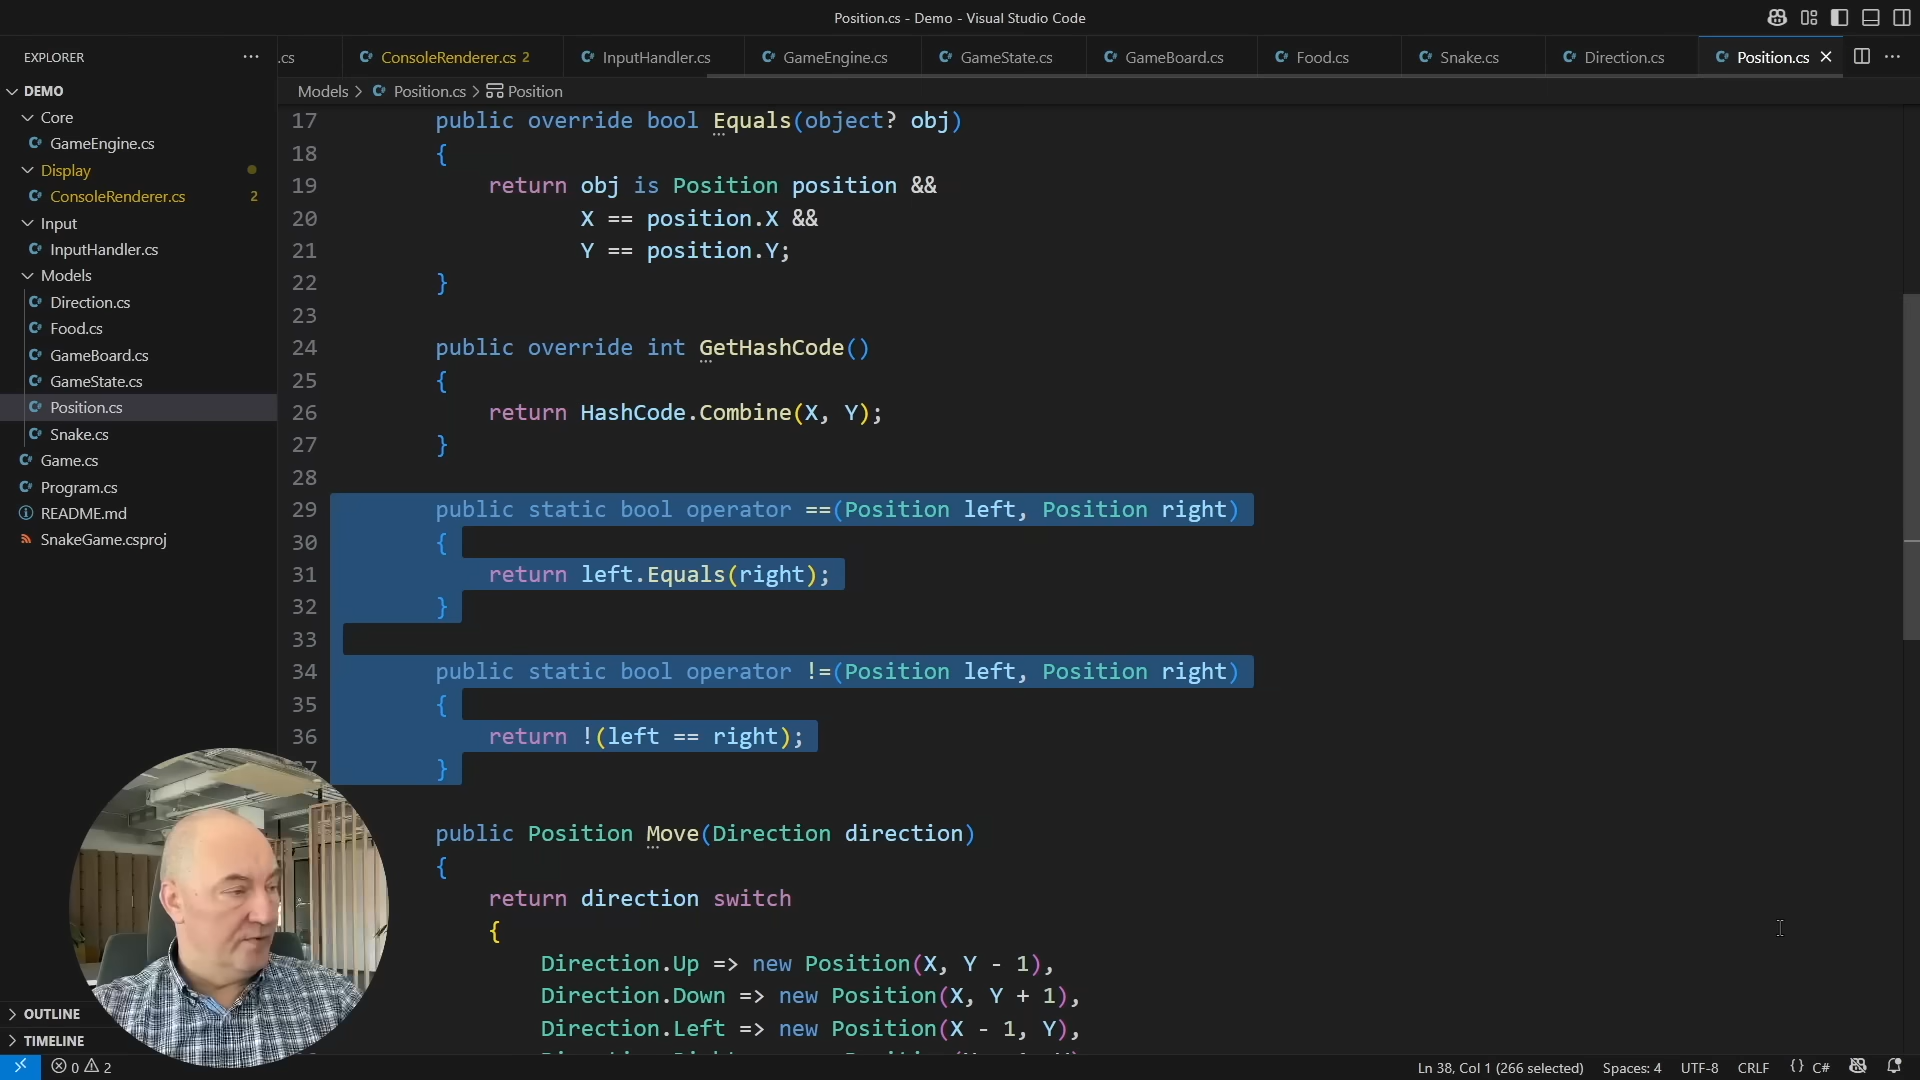 Position.cs - Demo - Visual Studio Code
EXPLORER
.cs
ConsoleRenderer.cs 2
InputHandler.cs
GameEngine.cs
GameState.cs
GameBoard.cs
Food.cs
Snake.cs
Direction.cs
Position.cs
Models > Position.cs > Position
DEMO
Core
GameEngine.cs
Display
ConsoleRenderer.cs 2
Input
InputHandler.cs
Models
Direction.cs
Food.cs
GameBoard.cs
GameState.cs
Position.cs
Snake.cs
Game.cs
Program.cs
README.md
SnakeGame.csproj
OUTLINE
TIMELINE
17 public override bool Equals(object? obj)
18 {
19 return obj is Position position &&
20 X == position.X &&
21 Y == position.Y;
22 }
23
24 public override int GetHashCode()
25 {
26 return HashCode.Combine(X, Y);
27 }
28
29 public static bool operator ==(Position left, Position right)
30 {
31 return left.Equals(right);
32 }
33
34 public static bool operator !=(Position left, Position right)
35 {
36 return !(left == right);
}
public Position Move(Direction direction)
{
return direction switch
{
Direction.Up => new Position(X, Y - 1),
Direction.Down => new Position(X, Y + 1),
Direction.Left => new Position(X - 1, Y),
0 2
Ln 38, Col 1 (266 selected)
Spaces: 4
UTF-8
CRLF
{} C#